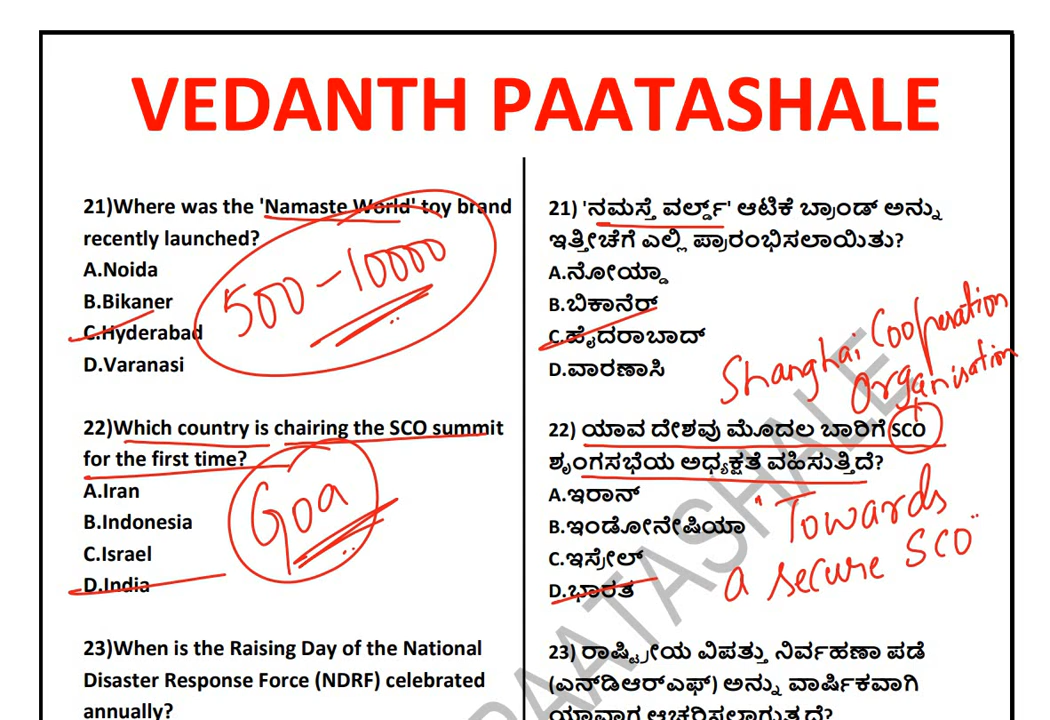 VEDANTH PAATASHALE
21)Where was the 'Namaste World' toy brand
recently launched?
A.Noida
B.Bikaner
C.Hyderabad
D.Varanasi
500-10000
22)Which country is chairing the SCO summit
for the first time?
A.Iran
B.Indonesia
C.Israel
D.India
Goa
23)When is the Raising Day of the National
Disaster Response Force (NDRF) celebrated
annually?
21) 'ನಮಸ್ತೆ ವರ್ಲ್ಡ್' ಆಟಿಕೆ ಬ್ರಾಂಡ್ ಅನ್ನು
ಇತ್ತೀಚೆಗೆ ಎಲ್ಲಿ ಪ್ರಾರಂಭಿಸಲಾಯಿತು?
A.ನೋಯ್ಡಾ
B.ಬಿಕಾನೆರ್
C.ಹೈದರಾಬಾದ್
D.ವಾರಣಾಸಿ
Shanghai Cooperation
organisation
22) ಯಾವ ದೇಶವು ಮೊದಲ ಬಾರಿಗೆ SCO
ಶೃಂಗಸಭೆಯ ಅಧ್ಯಕ್ಷತೆ ವಹಿಸುತ್ತಿದೆ?
A.ಇರಾನ್
B.ಇಂಡೋನೇಷಿಯಾ
C.ಇಸ್ರೇಲ್
D.ಭಾರತ
"Towards
a secure SCO"
23) ರಾಷ್ಟ್ರೀಯ ವಿಪತ್ತು ನಿರ್ವಹಣಾ ಪಡೆ
(ಎನ್‌ಡಿಆರ್‌ಎಫ್) ಅನ್ನು ವಾರ್ಷಿಕವಾಗಿ
ಯಾವಾಗ ಆಚರಿಸಲಾಗುತ್ತದೆ?
PAATASHALE